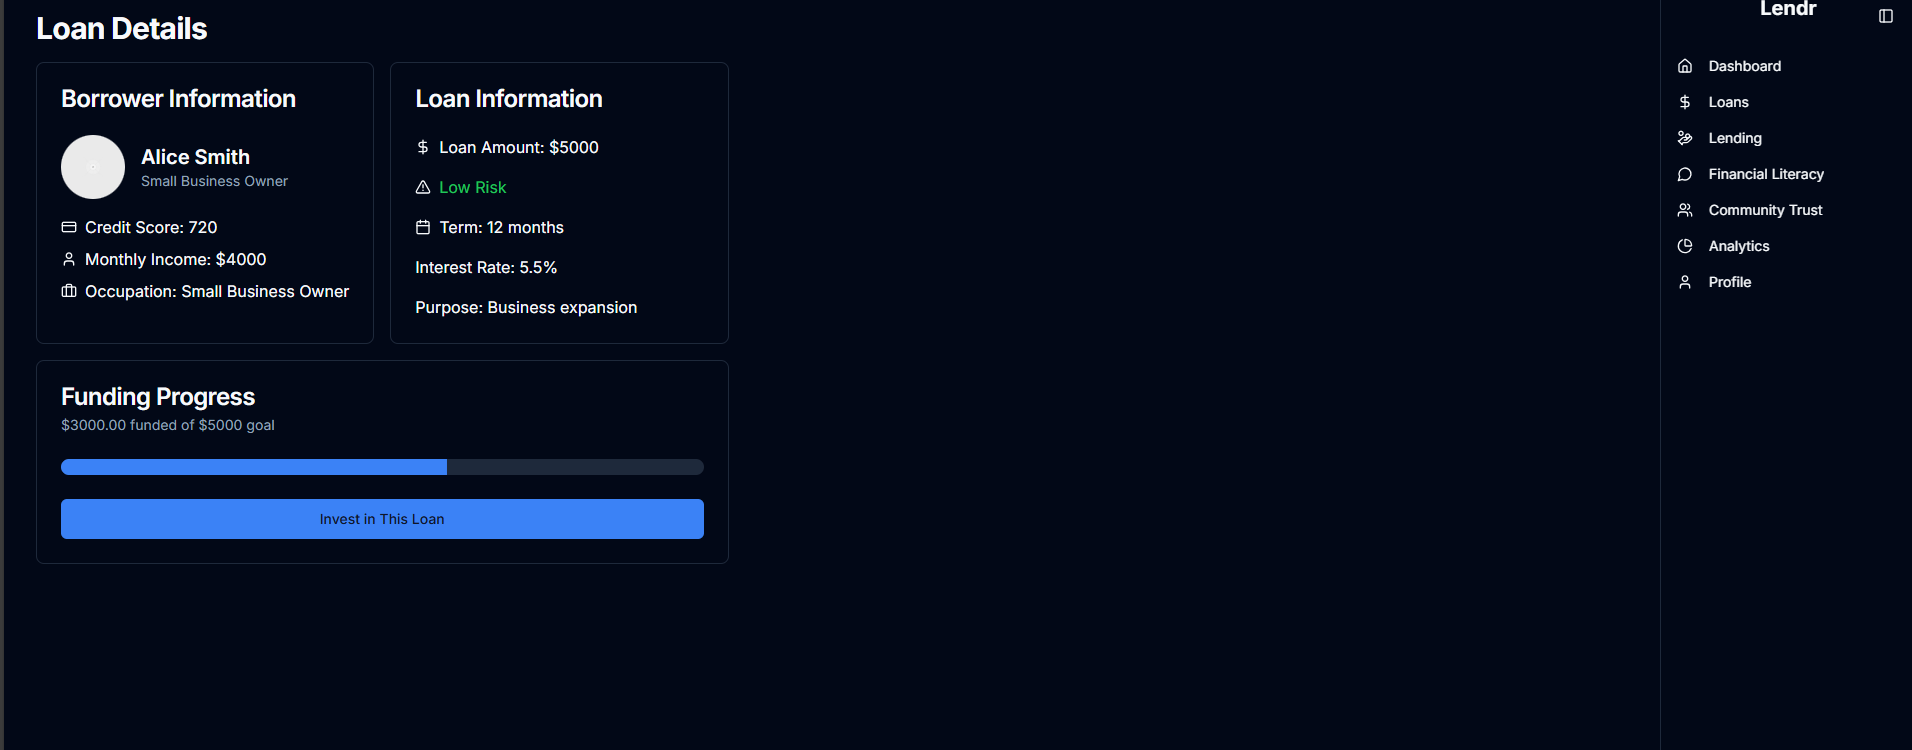 Loan Details
Borrower Information
Alice Smith
Small Business Owner
Credit Score: 720
Monthly Income: $4000
Occupation: Small Business Owner
Loan Information
Loan Amount: $5000
Low Risk
Term: 12 months
Interest Rate: 5.5%
Purpose: Business expansion
Funding Progress
$3000.00 funded of $5000 goal
Invest in This Loan
Lendr
Dashboard
Loans
Lending
Financial Literacy
Community Trust
Analytics
Profile